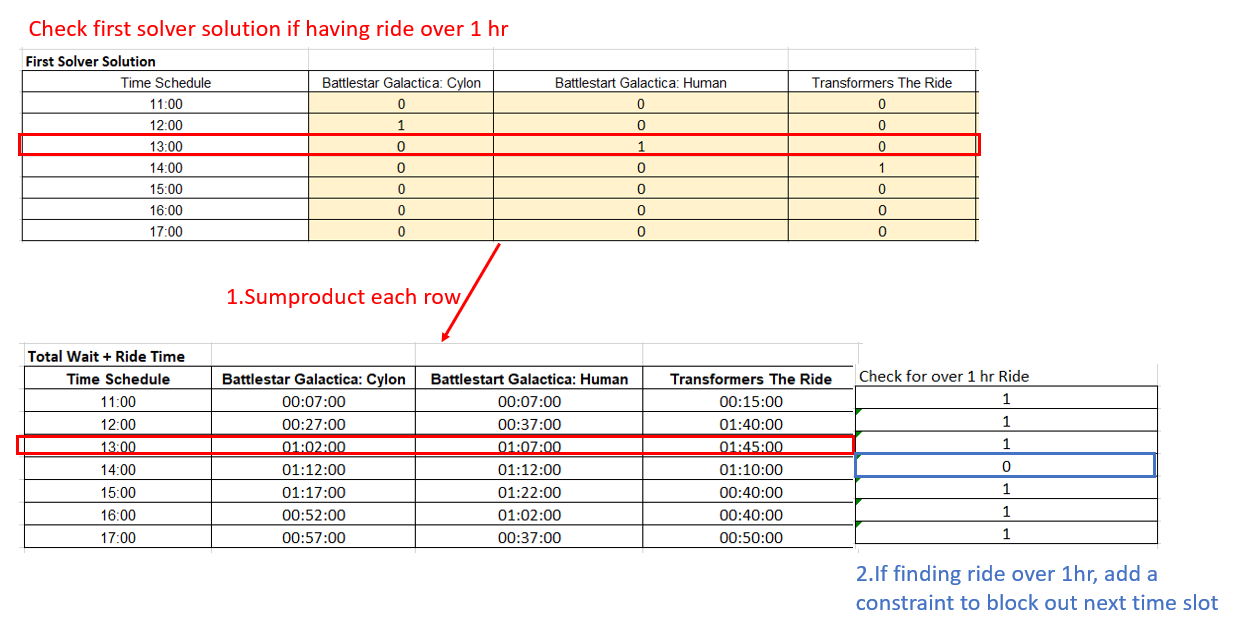 Check first solver solution if having ride over 1 hr
First Solver Solution
Time Schedule Battlestar Galactica: Cylon Battlestart Galactica: Human Transformers The Ride
11:00 0 0 0
12:00 1 0 0
13:00 0 1 0
14:00 0 0 1
15:00 0 0 0
16:00 0 0 0
17:00 0 0 0
1.Sumproduct each row
Total Wait + Ride Time
Time Schedule Battlestar Galactica: Cylon Battlestart Galactica: Human Transformers The Ride Check for over 1 hr Ride
11:00 00:07:00 00:07:00 00:15:00 1
12:00 00:27:00 00:37:00 01:40:00 1
13:00 01:02:00 01:07:00 01:45:00 1
14:00 01:12:00 01:12:00 01:10:00 0
15:00 01:17:00 01:22:00 00:40:00 1
16:00 00:52:00 01:02:00 00:40:00 1
17:00 00:57:00 00:37:00 00:50:00 1
2.If finding ride over 1hr, add a
constraint to block out next time slot